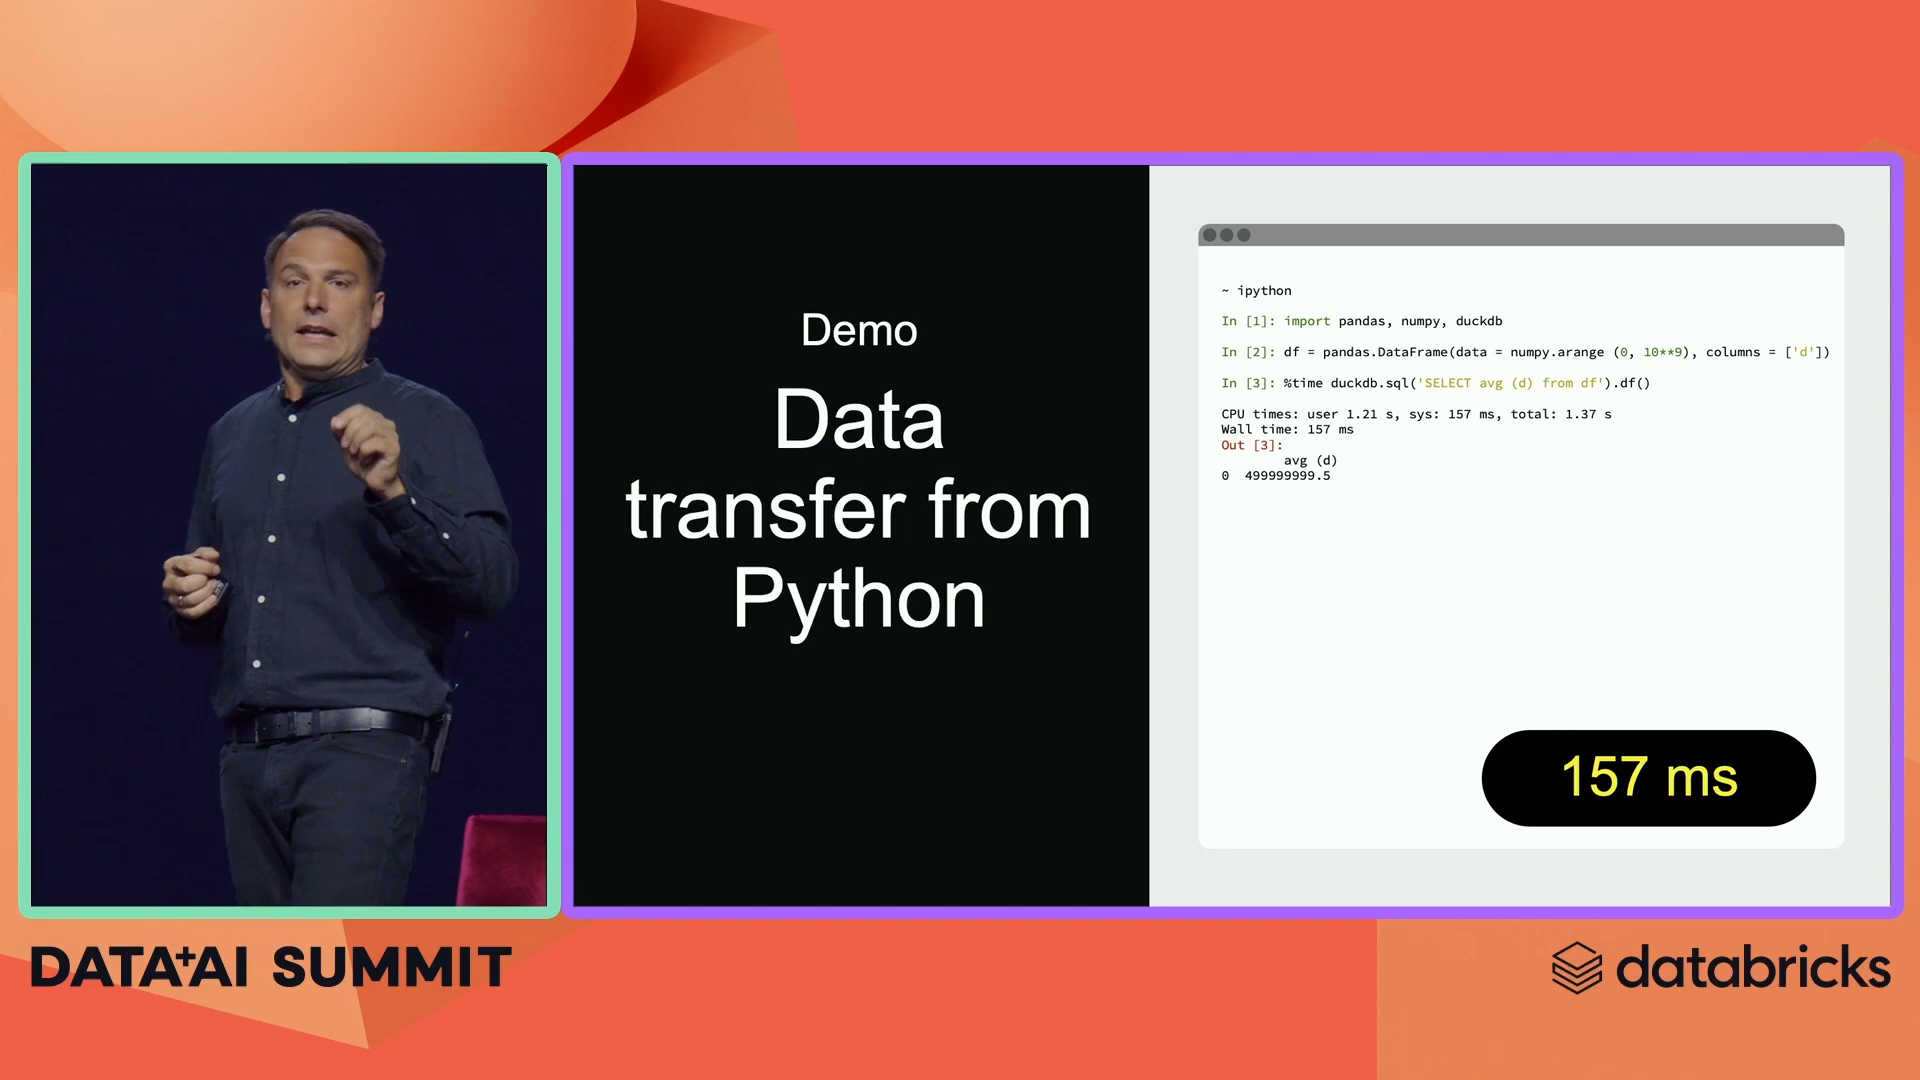 Demo
Data
transfer from
Python
~ ipython
In [1]: import pandas, numpy, duckdb
In [2]: df = pandas.DataFrame(data = numpy.arange (0, 10**9), columns = ['d'])
In [3]: %time duckdb.sql('SELECT avg (d) from df').df()
CPU times: user 1.21 s, sys: 157 ms, total: 1.37 s
Wall time: 157 ms
Out [3]:
avg (d)
0 499999999.5
157 ms
DATA+AI SUMMIT
databricks